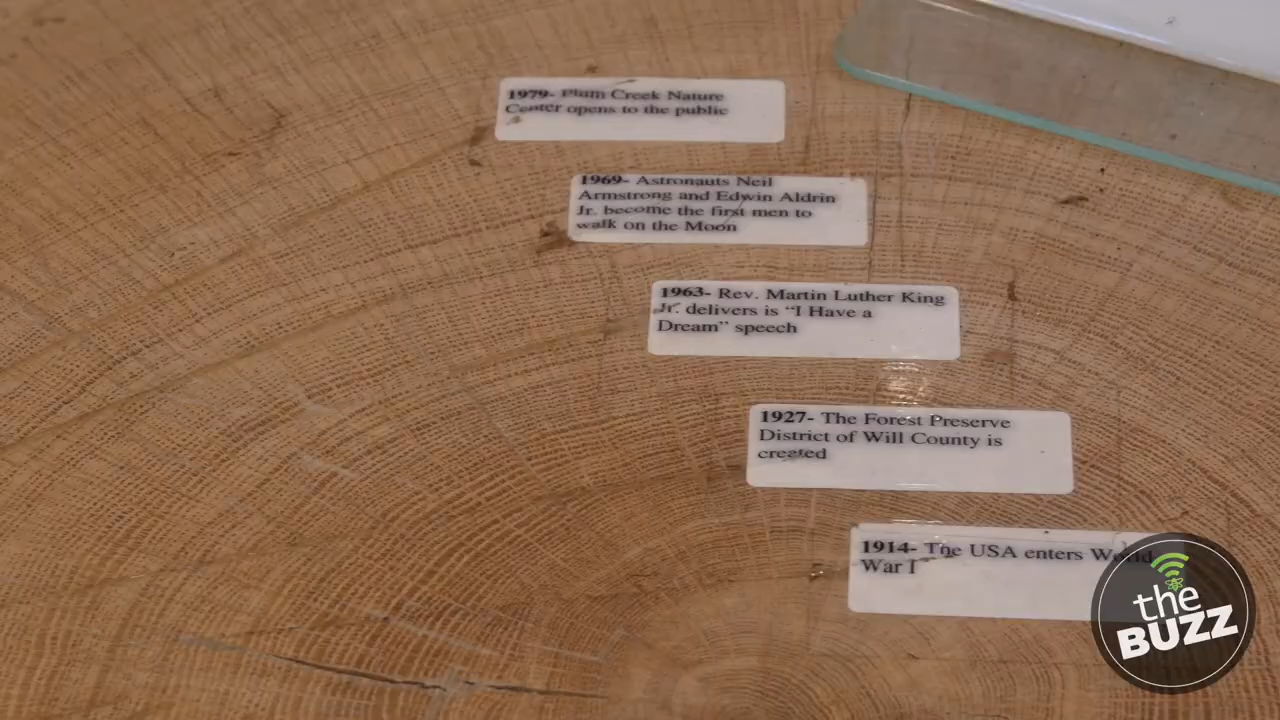 1979- Plum Creek Nature
Center opens to the public
1969- Astronauts Neil
Armstrong and Edwin Aldrin
Jr. become the first men to
walk on the Moon
1963- Rev. Martin Luther King
Jr. delivers is “I Have a
Dream” speech
1927- The Forest Preserve
District of Will County is
created
1914- The USA enters World
War I
the
BUZZ